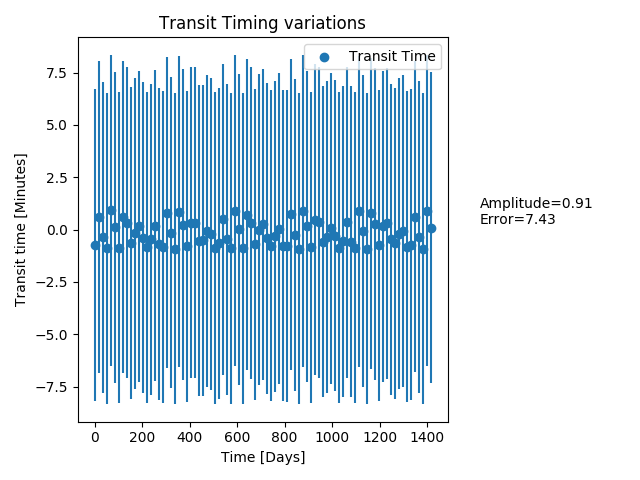 Transit Timing variations
Transit Time
Transit time [Minutes]
7.5
5.0
2.5
0.0
−2.5
−5.0
−7.5
0
200
400
600
800
1000
1200
1400
Time [Days]
Amplitude=0.91
Error=7.43